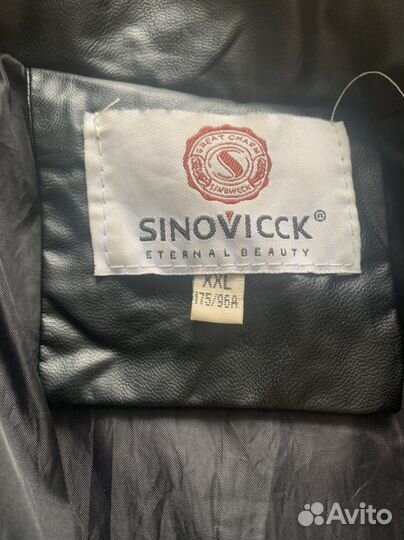 GREAT CHARM
S
SINOVICCK
SINOVICCK®
ETERNAL BEAUTY
XXL
175/96A
Avito